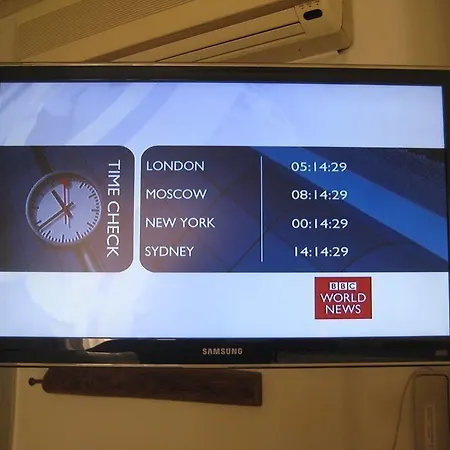 TIME CHECK
LONDON 05:14:29
MOSCOW 08:14:29
NEW YORK 00:14:29
SYDNEY 14:14:29
BBC
WORLD
NEWS
SAMSUNG